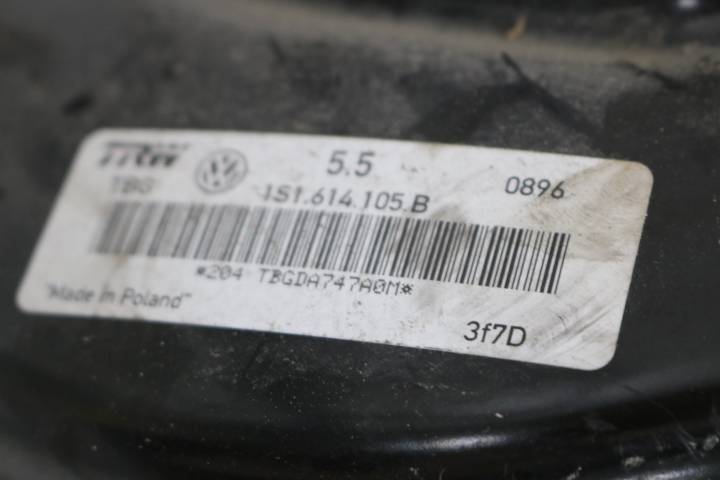 TRW 5.5 0896
TBG 1S1.614.105.B
*204 TBGDA747A0M*
"Made in Poland" 3f7D